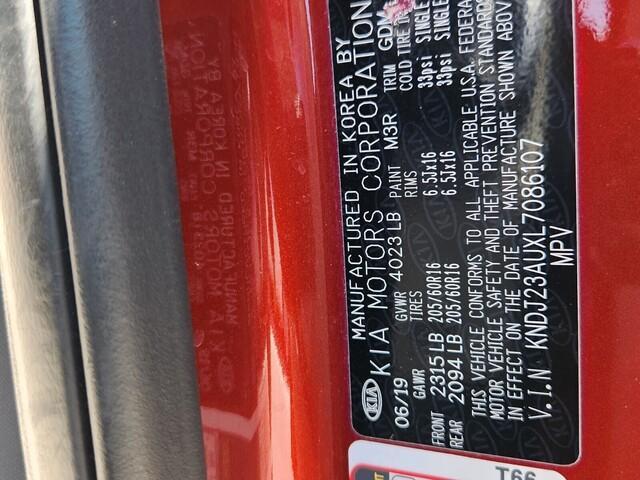 MANUFACTURED IN KOREA BY
KIA KIA MOTORS CORPORATION
06/19 GVWR 4023 LB PAINT M3R TRIM GDM
GAWR TIRES RIMS COLD TIRE
FRONT 2315 LB 205/60R16 6.5Jx16 33psi SINGLE
REAR 2094 LB 205/60R16 6.5Jx16 33psi SINGLE
THIS VEHICLE CONFORMS TO ALL APPLICABLE U.S.A. FEDERAL
MOTOR VEHICLE SAFETY AND THEFT PREVENTION STANDARDS
IN EFFECT ON THE DATE OF MANUFACTURE SHOWN ABOVE
V.I.N KNDJ23AUXL7086107
MPV
T66